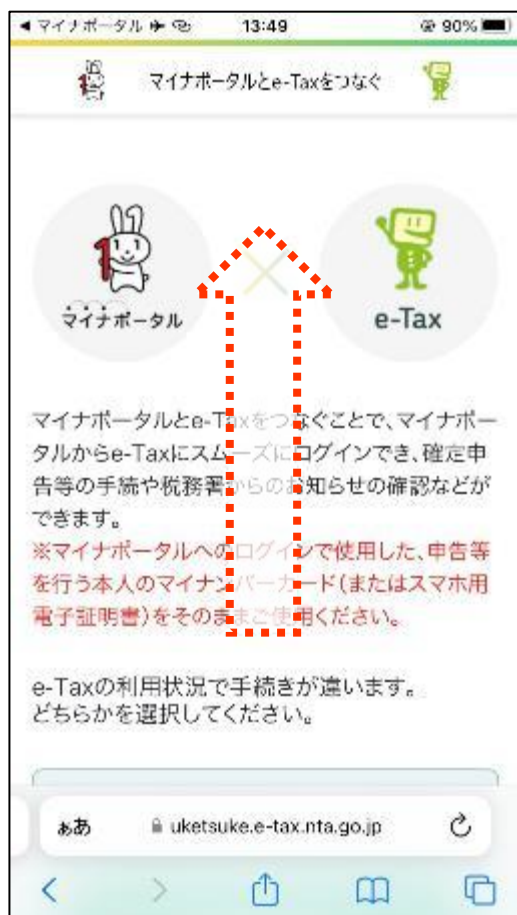 マイナポータル
13:49
90%
マイナポータルとe-Taxをつなぐ
1
マイナポータル
e-Tax
マイナポータルとe-Taxをつなぐことで、マイナポー
タルからe-Taxにスムーズにログインでき、確定申
告等の手続や税務署からのお知らせの確認などが
できます。
※マイナポータルへのログインで使用した、申告等
を行う本人のマイナンバーカード(またはスマホ用
電子証明書)をそのままご使用ください。
e-Taxの利用状況で手続きが違います。
どちらかを選択してください。
ぁあ
uketsuke.e-tax.nta.go.jp